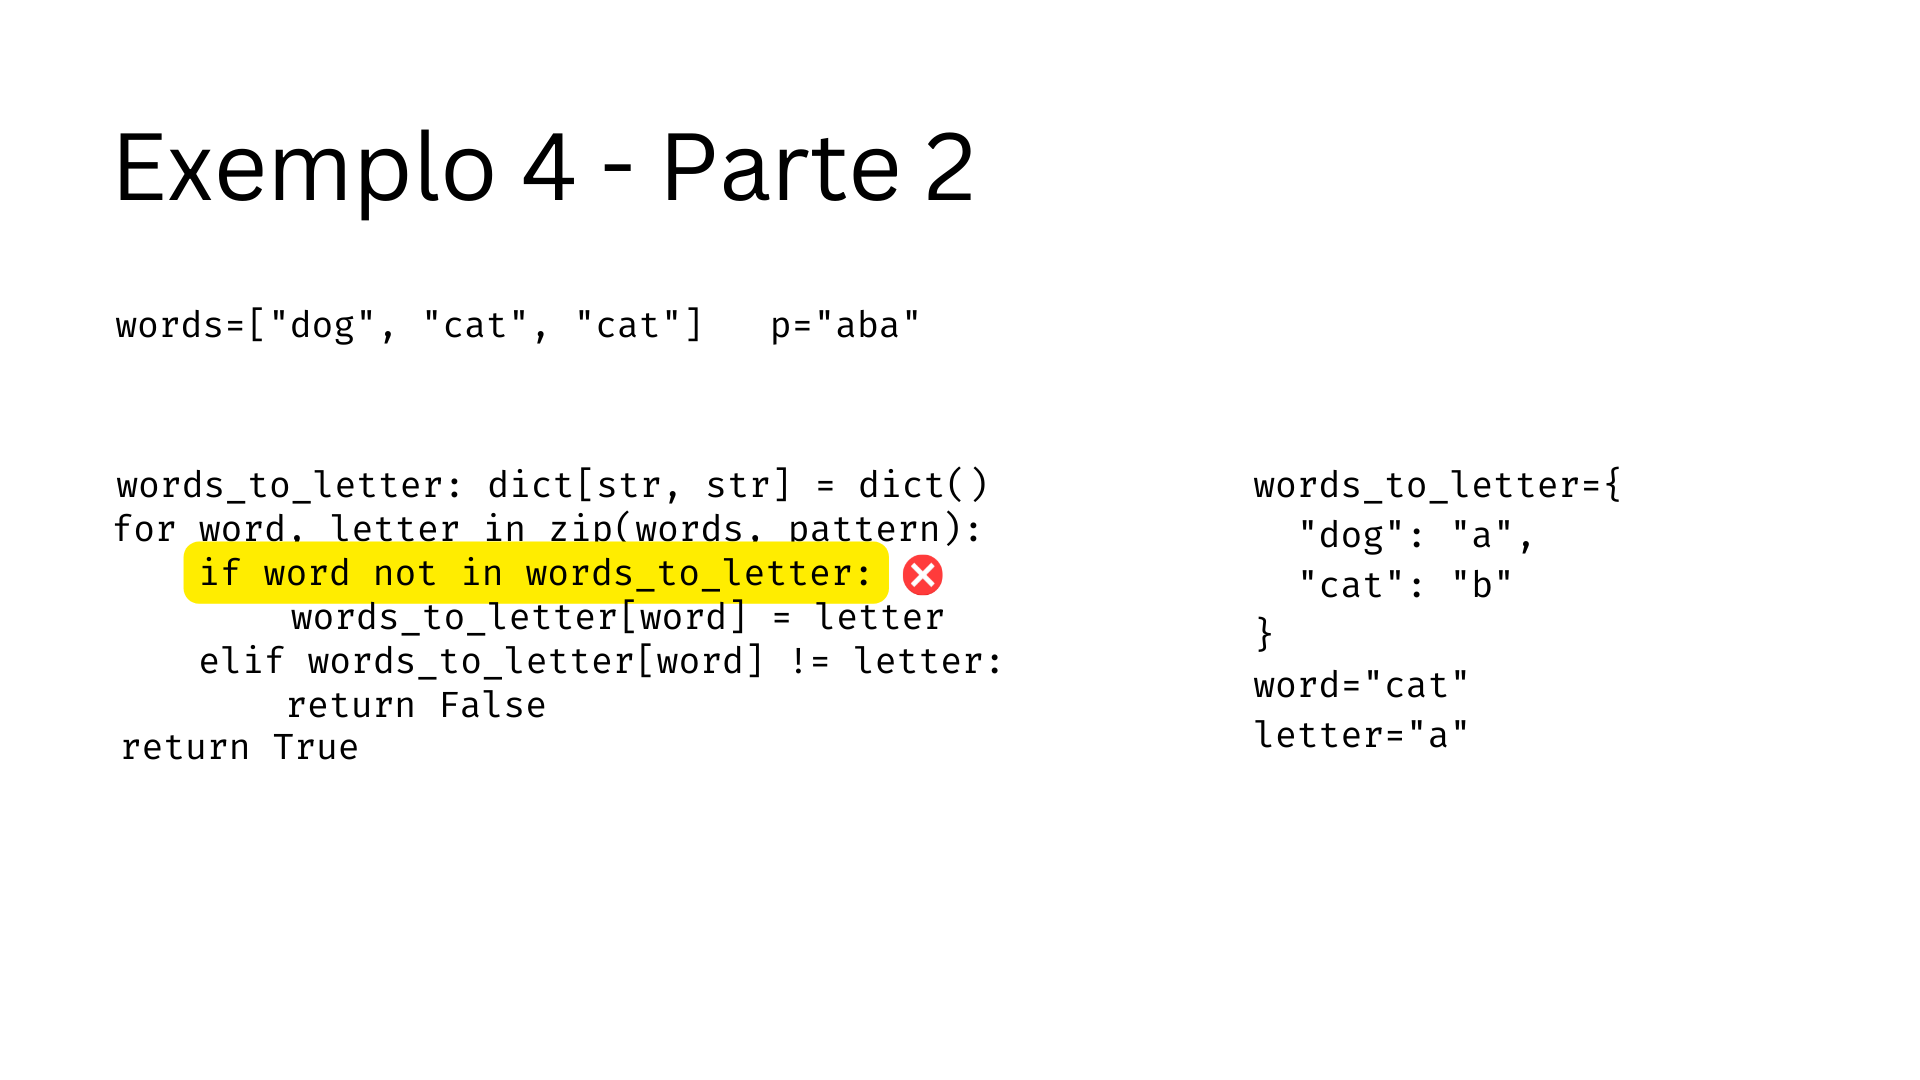 Exemplo 4 - Parte 2
words=["dog", "cat", "cat"]   p="aba"
words_to_letter: dict[str, str] = dict()
for word, letter in zip(words, pattern):
    if word not in words_to_letter:
        words_to_letter[word] = letter
    elif words_to_letter[word] != letter:
        return False
return True
words_to_letter={
  "dog": "a",
  "cat": "b"
}
word="cat"
letter="a"